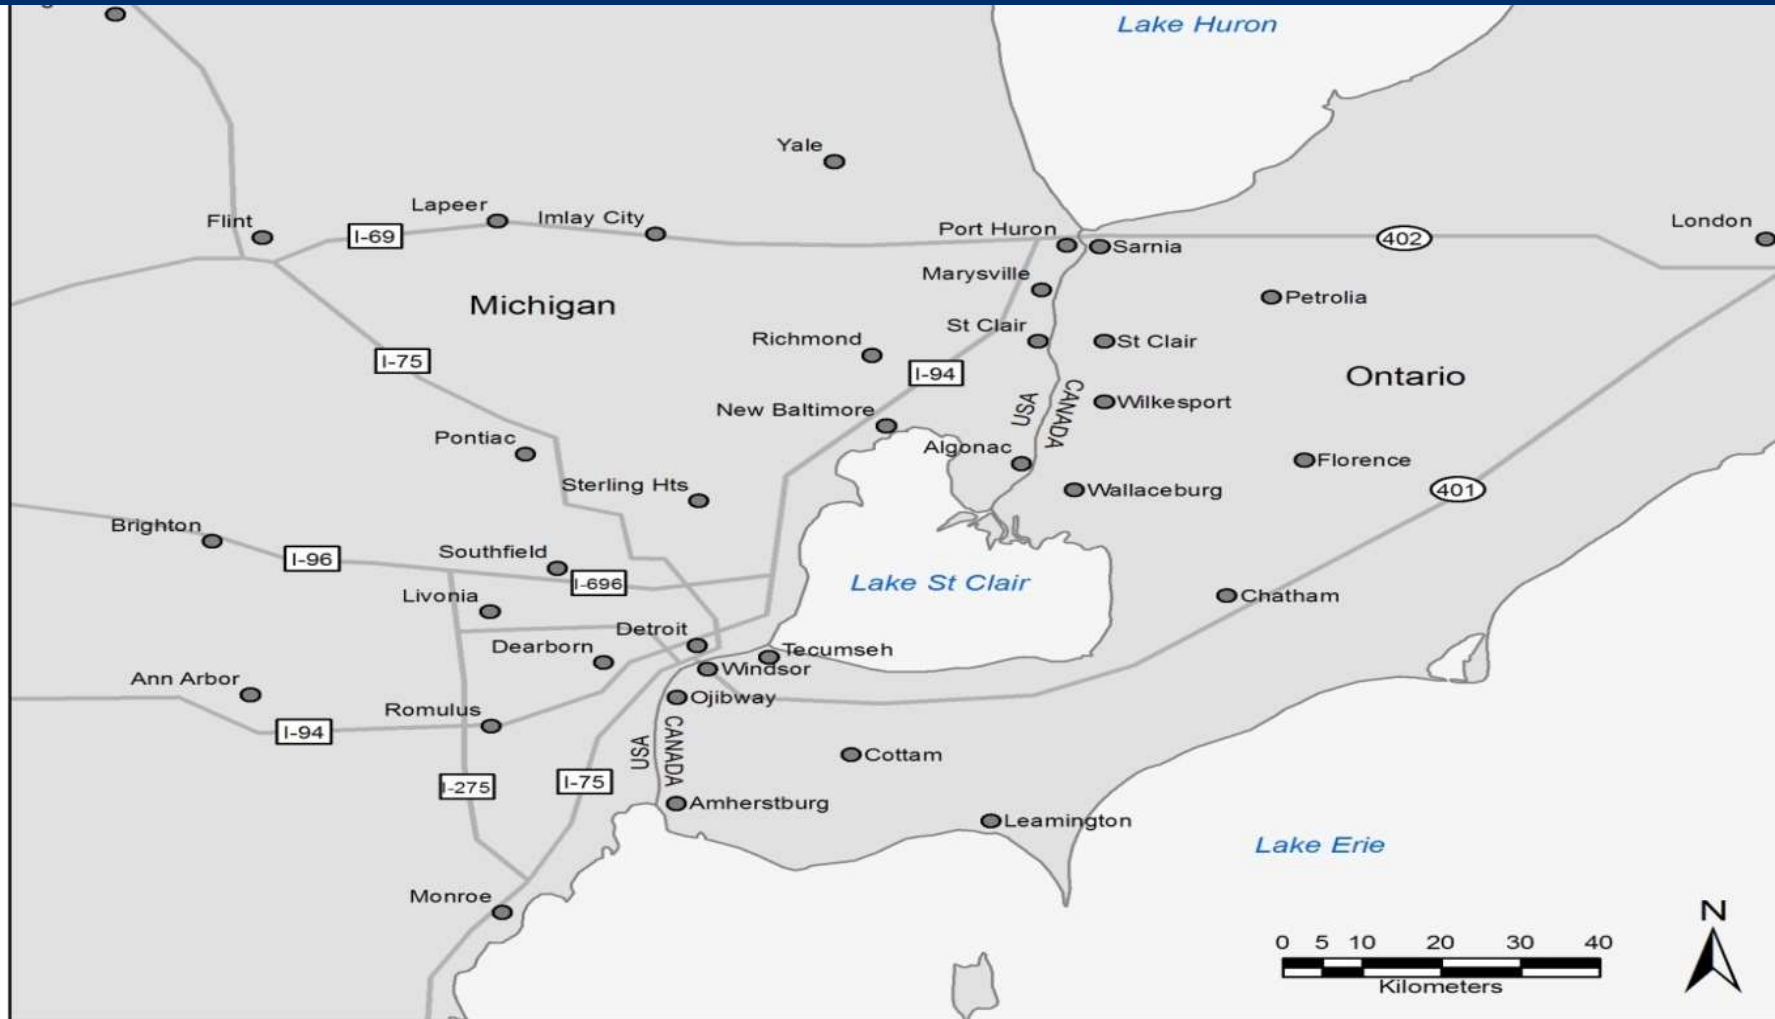 Lake Huron
Yale
Lapeer
Imlay City
Flint
I-69
Port Huron
Sarnia
402
London
Marysville
Petrolia
Michigan
St Clair
St Clair
Richmond
I-75
I-94
Ontario
New Baltimore
USA
CANADA
Wilkesport
Pontiac
Algonac
Florence
Sterling Hts
Wallaceburg
401
Brighton
I-96
Southfield
I-696
Lake St Clair
Livonia
Chatham
Detroit
Dearborn
Tecumseh
Windsor
Ann Arbor
Ojibway
Romulus
I-94
USA
CANADA
Cottam
I-275
I-75
Amherstburg
Leamington
Lake Erie
Monroe
N
0 5 10 20 30 40
Kilometers